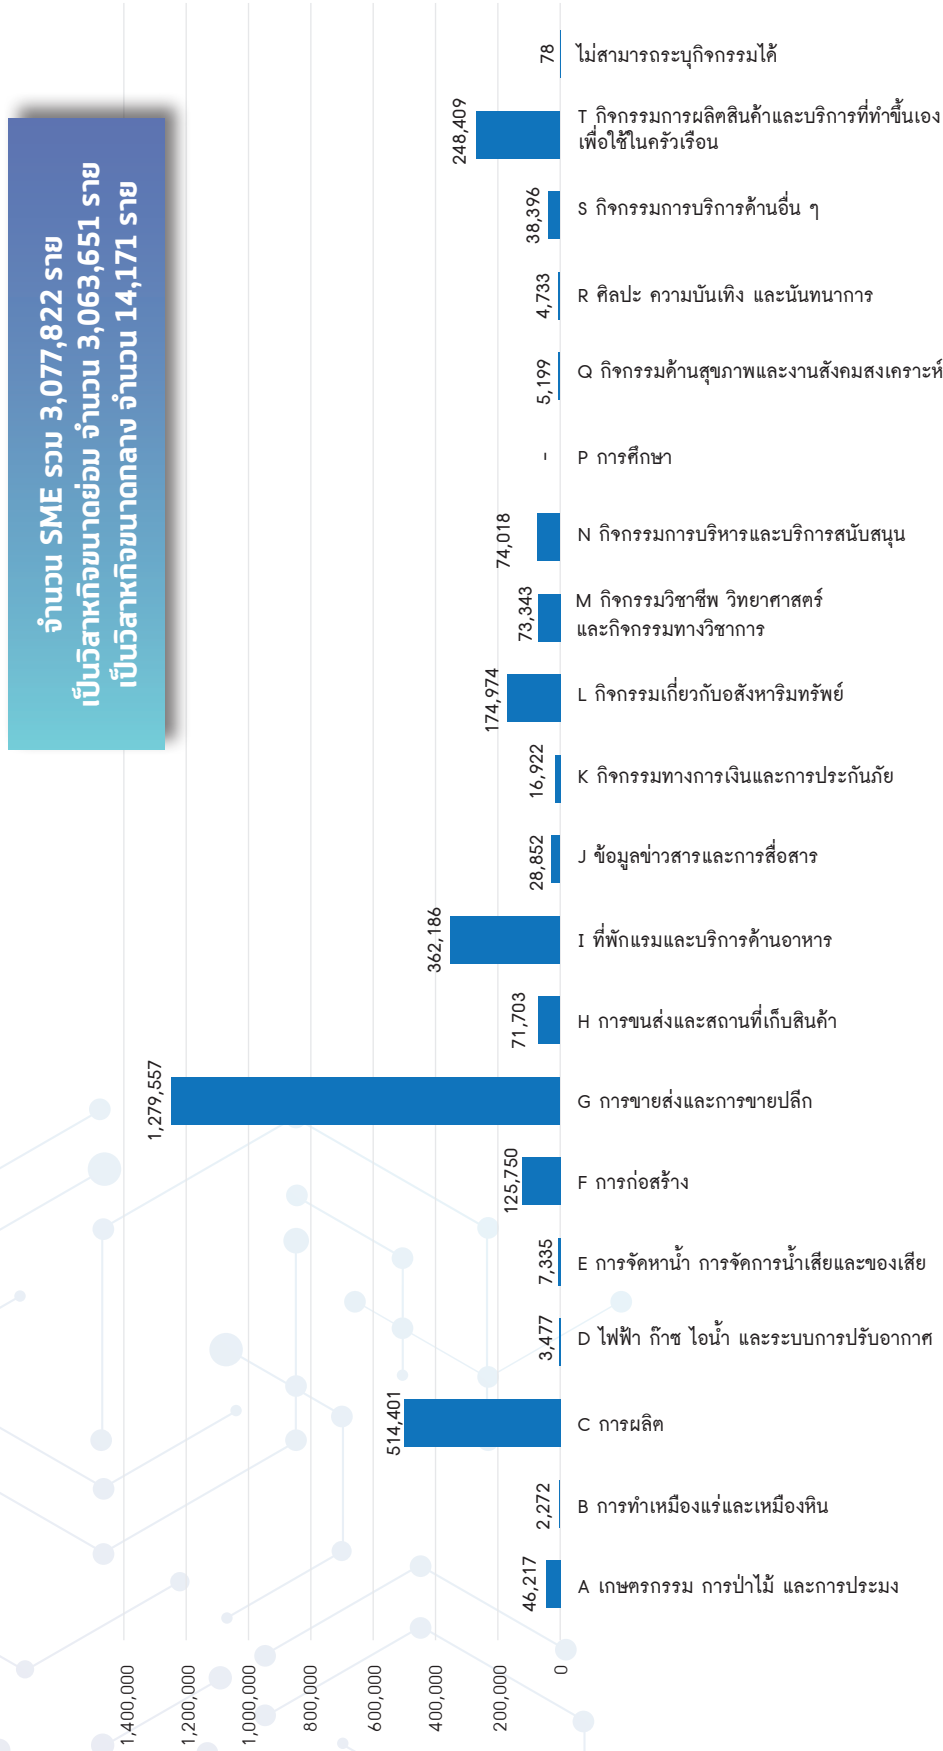 จำนวน SME รวม 3,077,822 ราย
เป็นวิสาหกิจขนาดย่อม จำนวน 3,063,651 ราย
เป็นวิสาหกิจขนาดกลาง จำนวน 14,171 ราย
78
ไม่สามารถระบุกิจกรรมได้
248,409
T กิจกรรมการผลิตสินค้าและบริการที่ทำขึ้นเอง
เพื่อใช้ในครัวเรือน
38,396
S กิจกรรมการบริการด้านอื่น ๆ
4,733
R ศิลปะ ความบันเทิง และนันทนาการ
5,199
Q กิจกรรมด้านสุขภาพและงานสังคมสงเคราะห์
-
P การศึกษา
74,018
N กิจกรรมการบริหารและบริการสนับสนุน
73,343
M กิจกรรมวิชาชีพ วิทยาศาสตร์
และกิจกรรมทางวิชาการ
174,974
L กิจกรรมเกี่ยวกับอสังหาริมทรัพย์
16,922
K กิจกรรมทางการเงินและการประกันภัย
28,852
J ข้อมูลข่าวสารและการสื่อสาร
362,186
I ที่พักแรมและบริการด้านอาหาร
71,703
H การขนส่งและสถานที่เก็บสินค้า
1,279,557
G การขายส่งและการขายปลีก
125,750
F การก่อสร้าง
7,335
E การจัดหาน้ำ การจัดการน้ำเสียและของเสีย
3,477
D ไฟฟ้า ก๊าซ ไอน้ำ และระบบการปรับอากาศ
514,401
C การผลิต
2,272
B การทำเหมืองแร่และเหมืองหิน
46,217
A เกษตรกรรม การป่าไม้ และการประมง
1,400,000
1,200,000
1,000,000
800,000
600,000
400,000
200,000
0